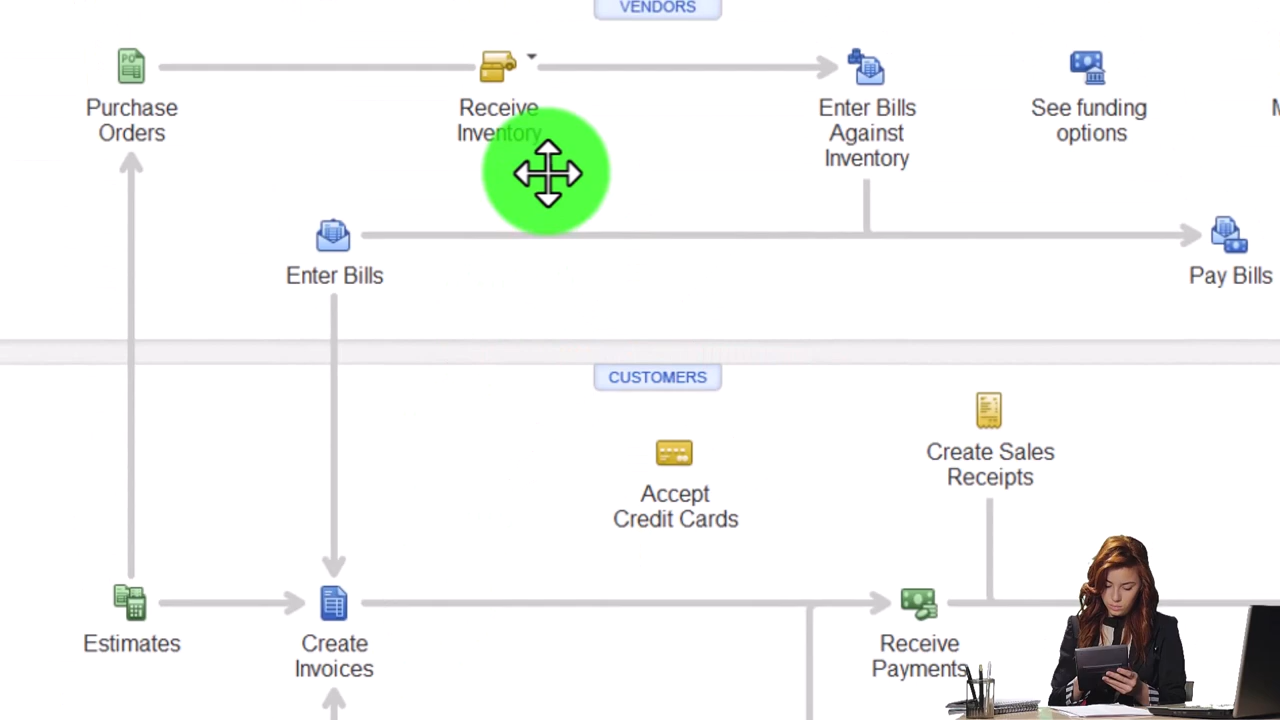 VENDORS
Purchase
Orders
Receive
Inventory
Enter Bills
Against
Inventory
See funding
options
Enter Bills
Pay Bills
CUSTOMERS
Accept
Credit Cards
Create Sales
Receipts
Estimates
Create
Invoices
Receive
Payments